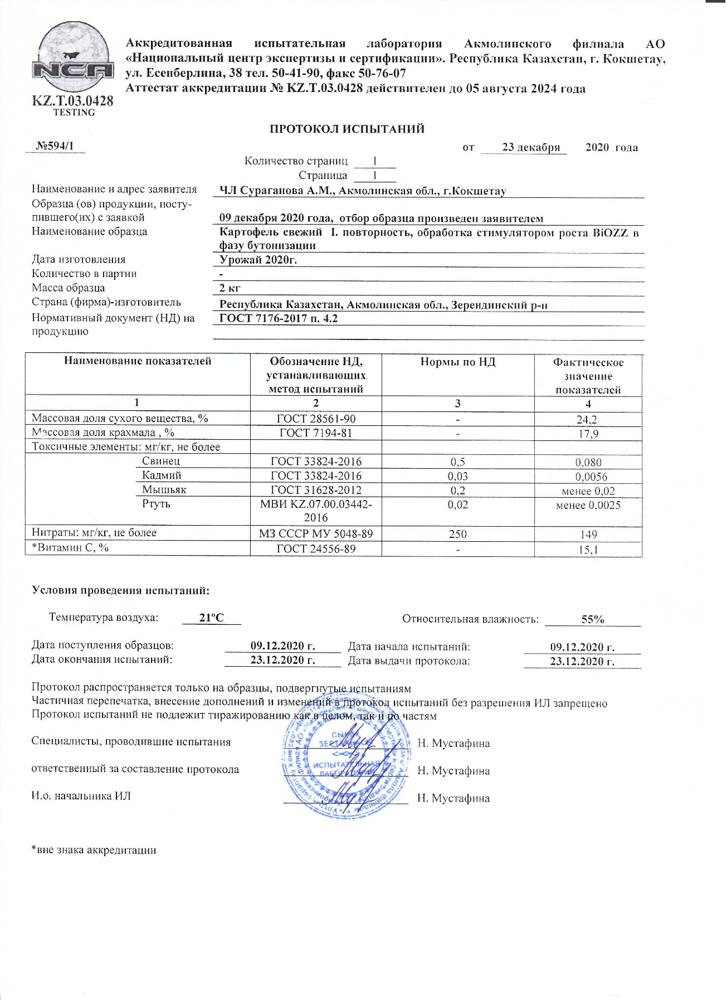 NCA
KZ.T.03.0428
TESTING
Аккредитованная испытательная лаборатория Акмолинского филиала АО
«Национальный центр экспертизы и сертификации». Республика Казахстан, г. Кокшетау,
ул. Есенберлина, 38 тел. 50-41-90, факс 50-76-07
Аттестат аккредитации № KZ.T.03.0428 действителен до 05 августа 2024 года
ПРОТОКОЛ ИСПЫТАНИЙ
№594/1 от 23 декабря 2020 года
Количество страниц 1
Страница 1
Наименование и адрес заявителя ЧЛ Сураганова А.М., Акмолинская обл., г.Кокшетау
Образца (ов) продукции, посту-
пившего(их) с заявкой 09 декабря 2020 года, отбор образца произведен заявителем
Наименование образца Картофель свежий I. повторность, обработка стимулятором роста BiOZZ в
фазу бутонизации
Дата изготовления Урожай 2020г.
Количество в партии -
Масса образца 2 кг
Страна (фирма)-изготовитель Республика Казахстан, Акмолинская обл., Зерендинский р-н
Нормативный документ (НД) на ГОСТ 7176-2017 п. 4.2
продукцию
Наименование показателей Обозначение НД, Нормы по НД Фактическое
устанавливающих значение
метод испытаний показателей
1 2 3 4
Массовая доля сухого вещества, % ГОСТ 28561-90 - 24,2
Массовая доля крахмала , % ГОСТ 7194-81 - 17,9
Токсичные элементы: мг/кг, не более
Свинец ГОСТ 33824-2016 0,5 0,080
Кадмий ГОСТ 33824-2016 0,03 0,0056
Мышьяк ГОСТ 31628-2012 0,2 менее 0,02
Ртуть МВИ KZ.07.00.03442- 0,02 менее 0,0025
2016
Нитраты: мг/кг, не более МЗ СССР МУ 5048-89 250 149
*Витамин С, % ГОСТ 24556-89 - 15,1
Условия проведения испытаний:
Температура воздуха: 21ºС Относительная влажность: 55%
Дата поступления образцов: 09.12.2020 г. Дата начала испытаний: 09.12.2020 г.
Дата окончания испытаний: 23.12.2020 г. Дата выдачи протокола: 23.12.2020 г.
Протокол распространяется только на образцы, подвергнутые испытаниям
Частичная перепечатка, внесение дополнений и изменений в протокол испытаний без разрешения ИЛ запрещено
Протокол испытаний не подлежит тиражированию как в целом, так и по частям
Специалисты, проводившие испытания Н. Мустафина
ответственный за составление протокола Н. Мустафина
И.о. начальника ИЛ Н. Мустафина
ИСПЫТАТЕЛЬНАЯ
*вне знака аккредитации